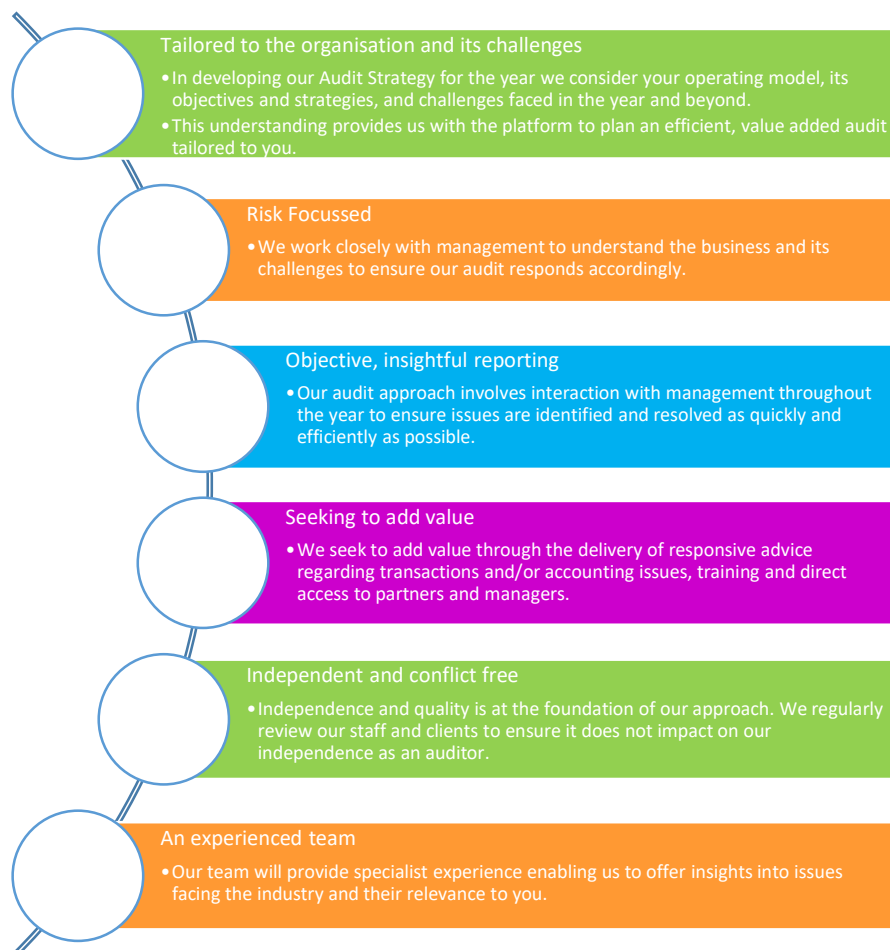 Tailored to the organisation and its challenges
•In developing our Audit Strategy for the year we consider your operating model, its
objectives and strategies, and challenges faced in the year and beyond.
•This understanding provides us with the platform to plan an efficient, value added audit
tailored to you.
Risk Focussed
•We work closely with management to understand the business and its
challenges to ensure our audit responds accordingly.
Objective, insightful reporting
•Our audit approach involves interaction with management throughout
the year to ensure issues are identified and resolved as quickly and
efficiently as possible.
Seeking to add value
•We seek to add value through the delivery of responsive advice
regarding transactions and/or accounting issues, training and direct
access to partners and managers.
Independent and conflict free
•Independence and quality is at the foundation of our approach. We regularly
review our staff and clients to ensure it does not impact on our
independence as an auditor.
An experienced team
•Our team will provide specialist experience enabling us to offer insights into issues
facing the industry and their relevance to you.